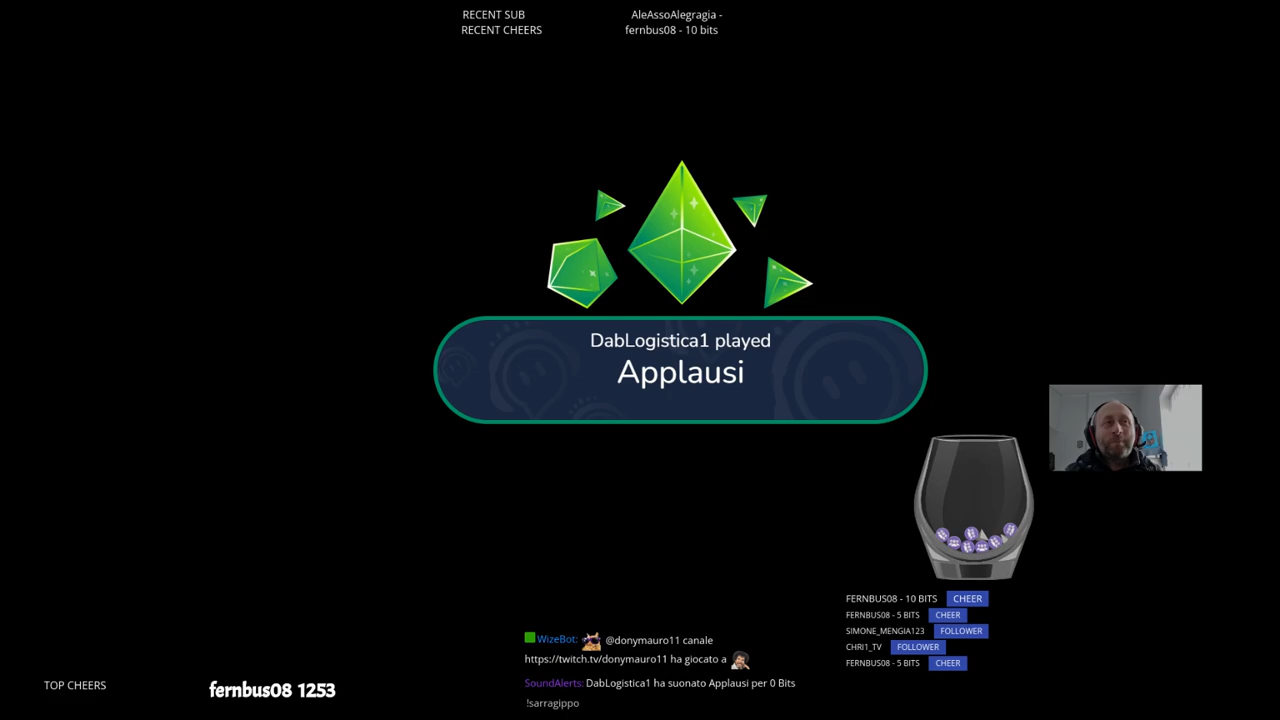 RECENT SUB AleAssoAlegragia -
RECENT CHEERS fernbus08 - 10 bits
DabLogistica1 played
Applausi
FERNBUS08 - 10 BITS CHEER
FERNBUS08 - 5 BITS CHEER
SIMONE_MENGIA123 FOLLOWER
CHRI1_TV FOLLOWER
FERNBUS08 - 5 BITS CHEER
WizeBot: @donymauro11 canale
https://twitch.tv/donymauro11 ha giocato a
SoundAlerts: DabLogistica1 ha suonato Applausi per 0 Bits
!sarragippo
TOP CHEERS fernbus08 1253